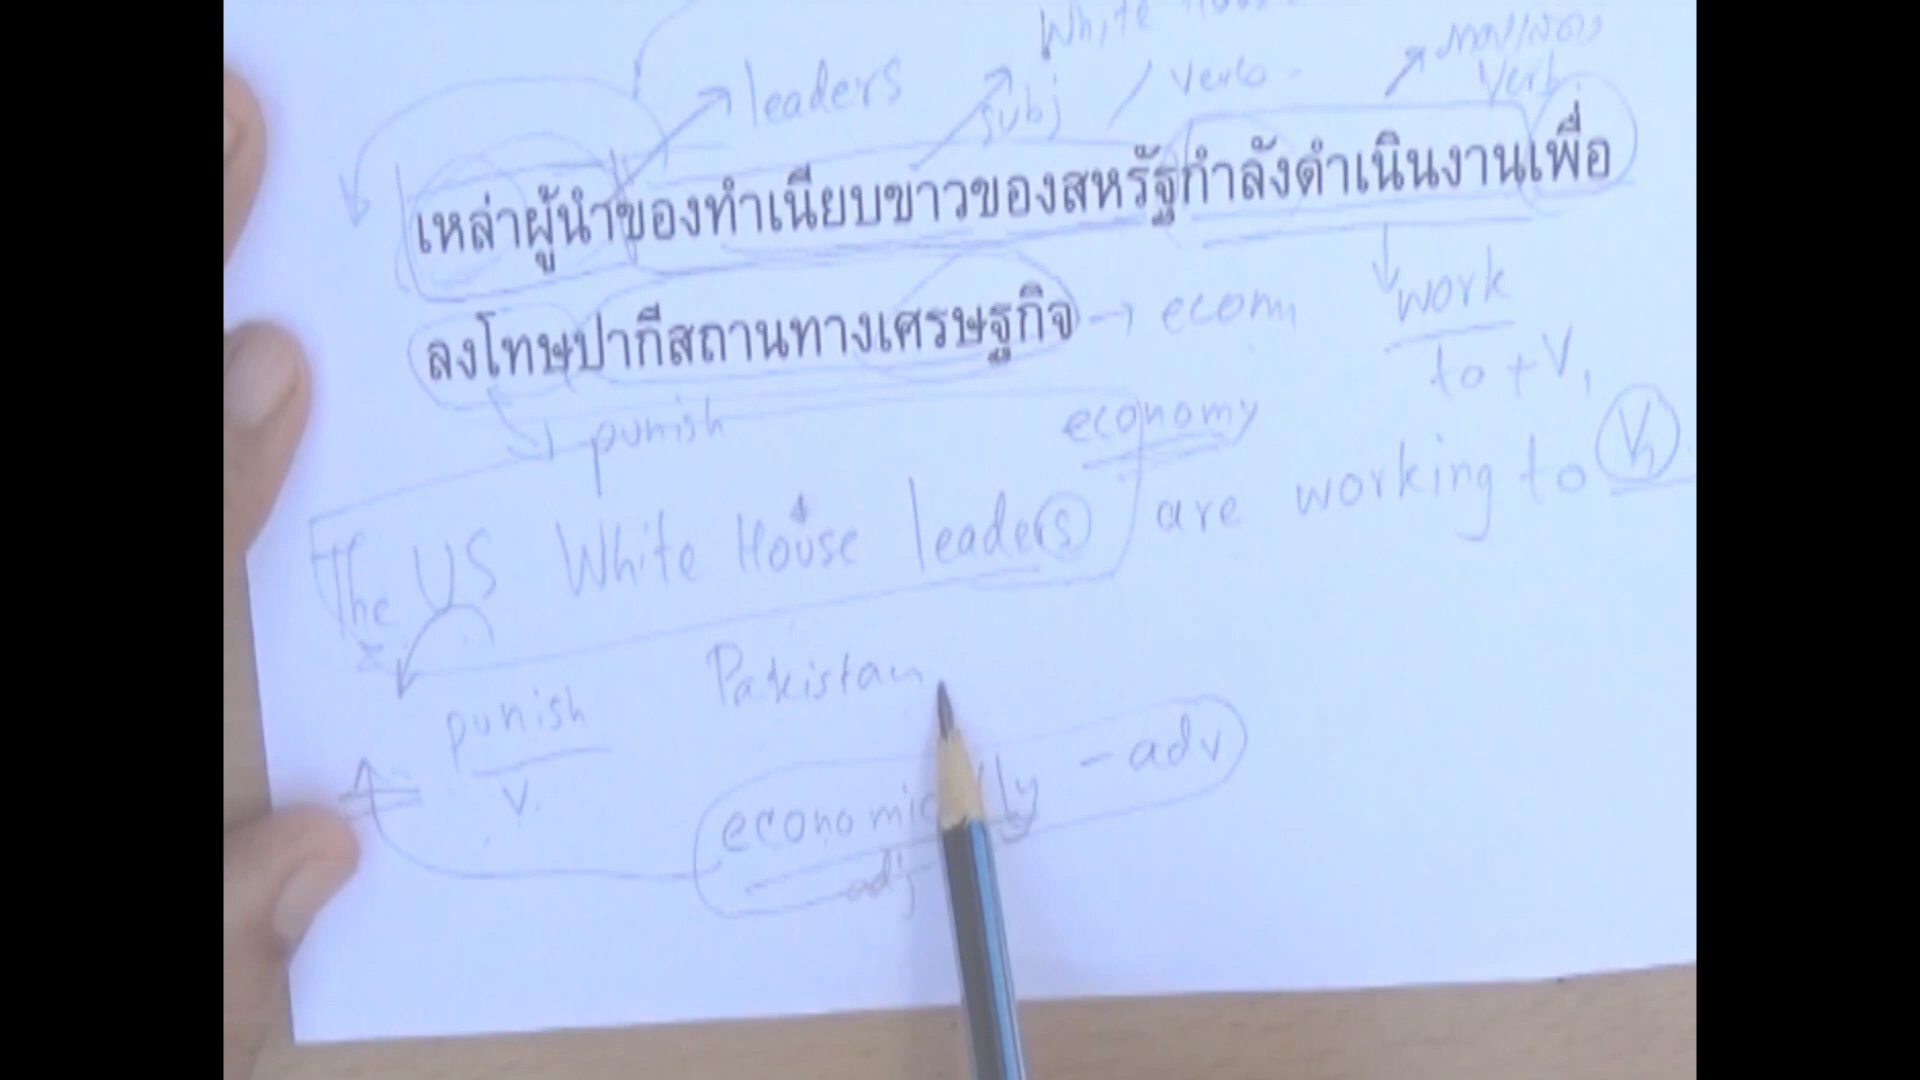 White
leaders
subj / Verb
Verb
เหล่าผู้นำของทำเนียบขาวของสหรัฐกำลังดำเนินงานเพื่อ
ลงโทษปากีสถานทางเศรษฐกิจ → econ work
to + V1
punish economy
The US White House leaders are working to V1
punish Pakistan
v. economically - adv
adj